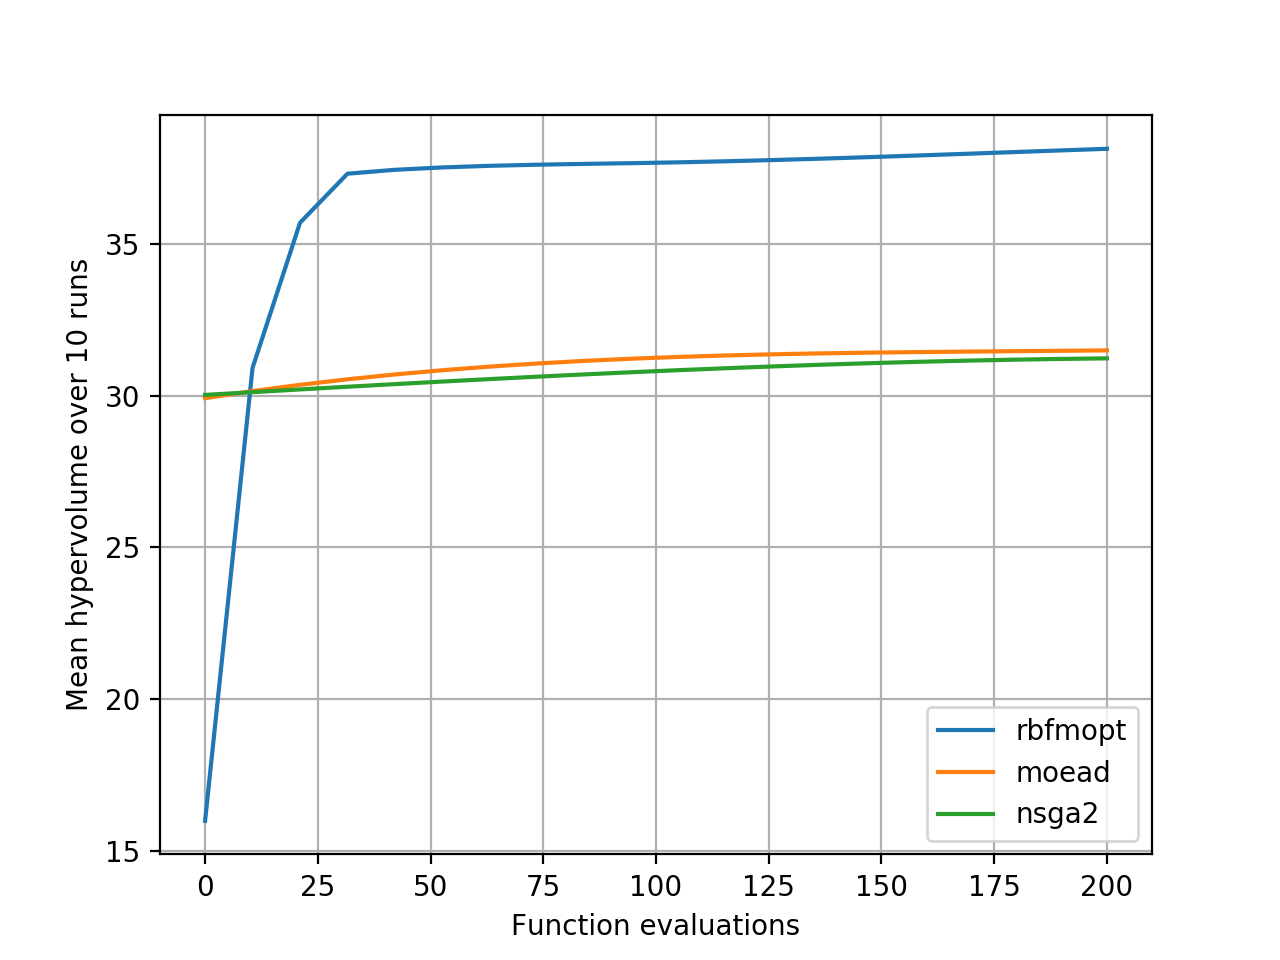 Mean hypervolume over 10 runs
35
30
25
20
15
0 25 50 75 100 125 150 175 200
Function evaluations
rbfmopt
moead
nsga2